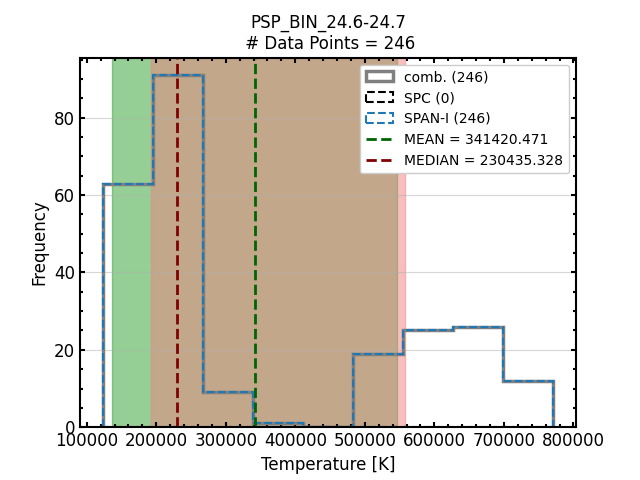 PSP_BIN_24.6-24.7
# Data Points = 246
comb. (246)
SPC (0)
SPAN-I (246)
MEAN = 341420.471
MEDIAN = 230435.328
Frequency
80
60
40
20
0
100000 200000 300000 400000 500000 600000 700000 800000
Temperature [K]